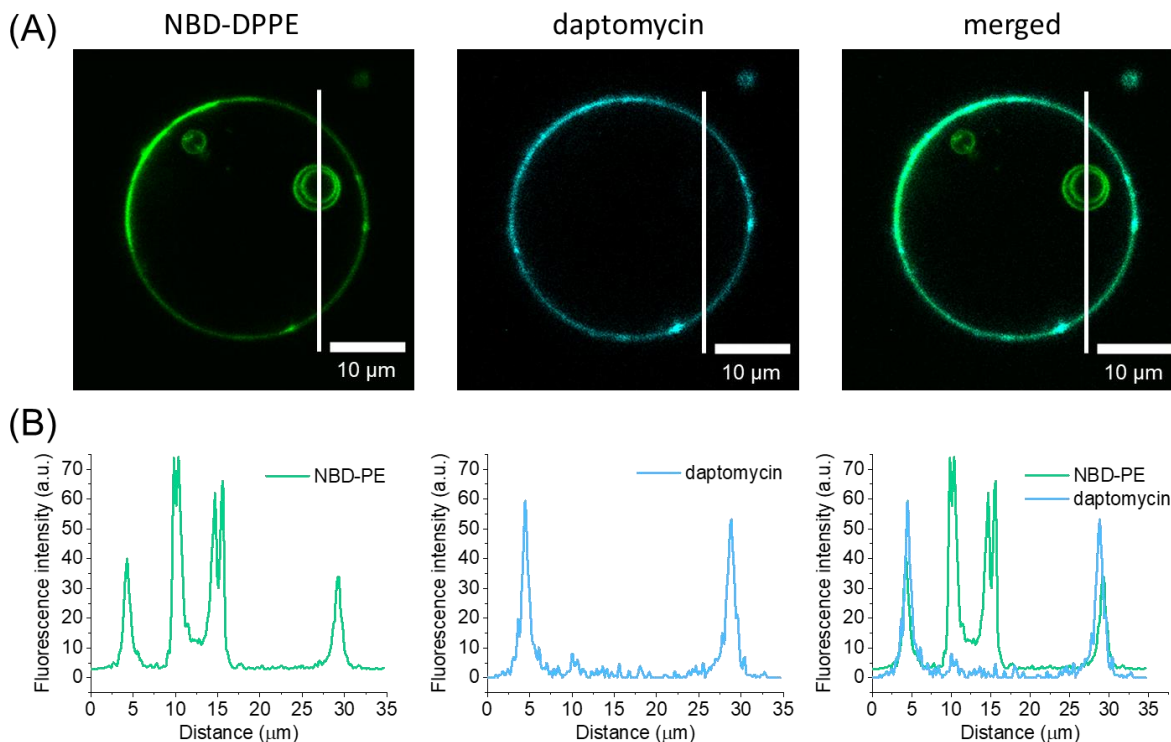 (A)
NBD-DPPE
daptomycin
merged
10 μm
10 μm
10 μm
(B)
Fluorescence intensity (a.u.)
70
60
50
40
30
20
10
0
NBD-PE
0 5 10 15 20 25 30 35
Distance (μm)
Fluorescence intensity (a.u.)
70
60
50
40
30
20
10
0
daptomycin
0 5 10 15 20 25 30 35
Distance (μm)
Fluorescence intensity (a.u.)
70
60
50
40
30
20
10
0
NBD-PE
daptomycin
0 5 10 15 20 25 30 35
Distance (μm)